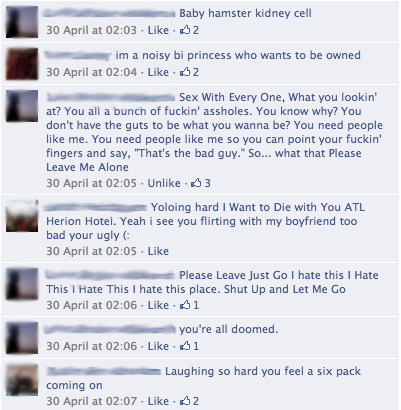 Baby hamster kidney cell
30 April at 02:03 · Like · 2
im a noisy bi princess who wants to be owned
30 April at 02:04 · Like · 2
Sex With Every One, What you lookin'
at? You all a bunch of fuckin' assholes. You know why? You
don't have the guts to be what you wanna be? You need people
like me. You need people like me so you can point your fuckin'
fingers and say, "That's the bad guy." So... what that Please
Leave Me Alone
30 April at 02:05 · Unlike · 3
Yoloing hard I Want to Die with You ATL
Herion Hotel. Yeah i see you flirting with my boyfriend too
bad your ugly (:
30 April at 02:05 · Like
Please Leave Just Go I hate this I Hate
This I Hate This I hate this place. Shut Up and Let Me Go
30 April at 02:06 · Like · 1
you're all doomed.
30 April at 02:06 · Like · 1
Laughing so hard you feel a six pack
coming on
30 April at 02:07 · Like · 2